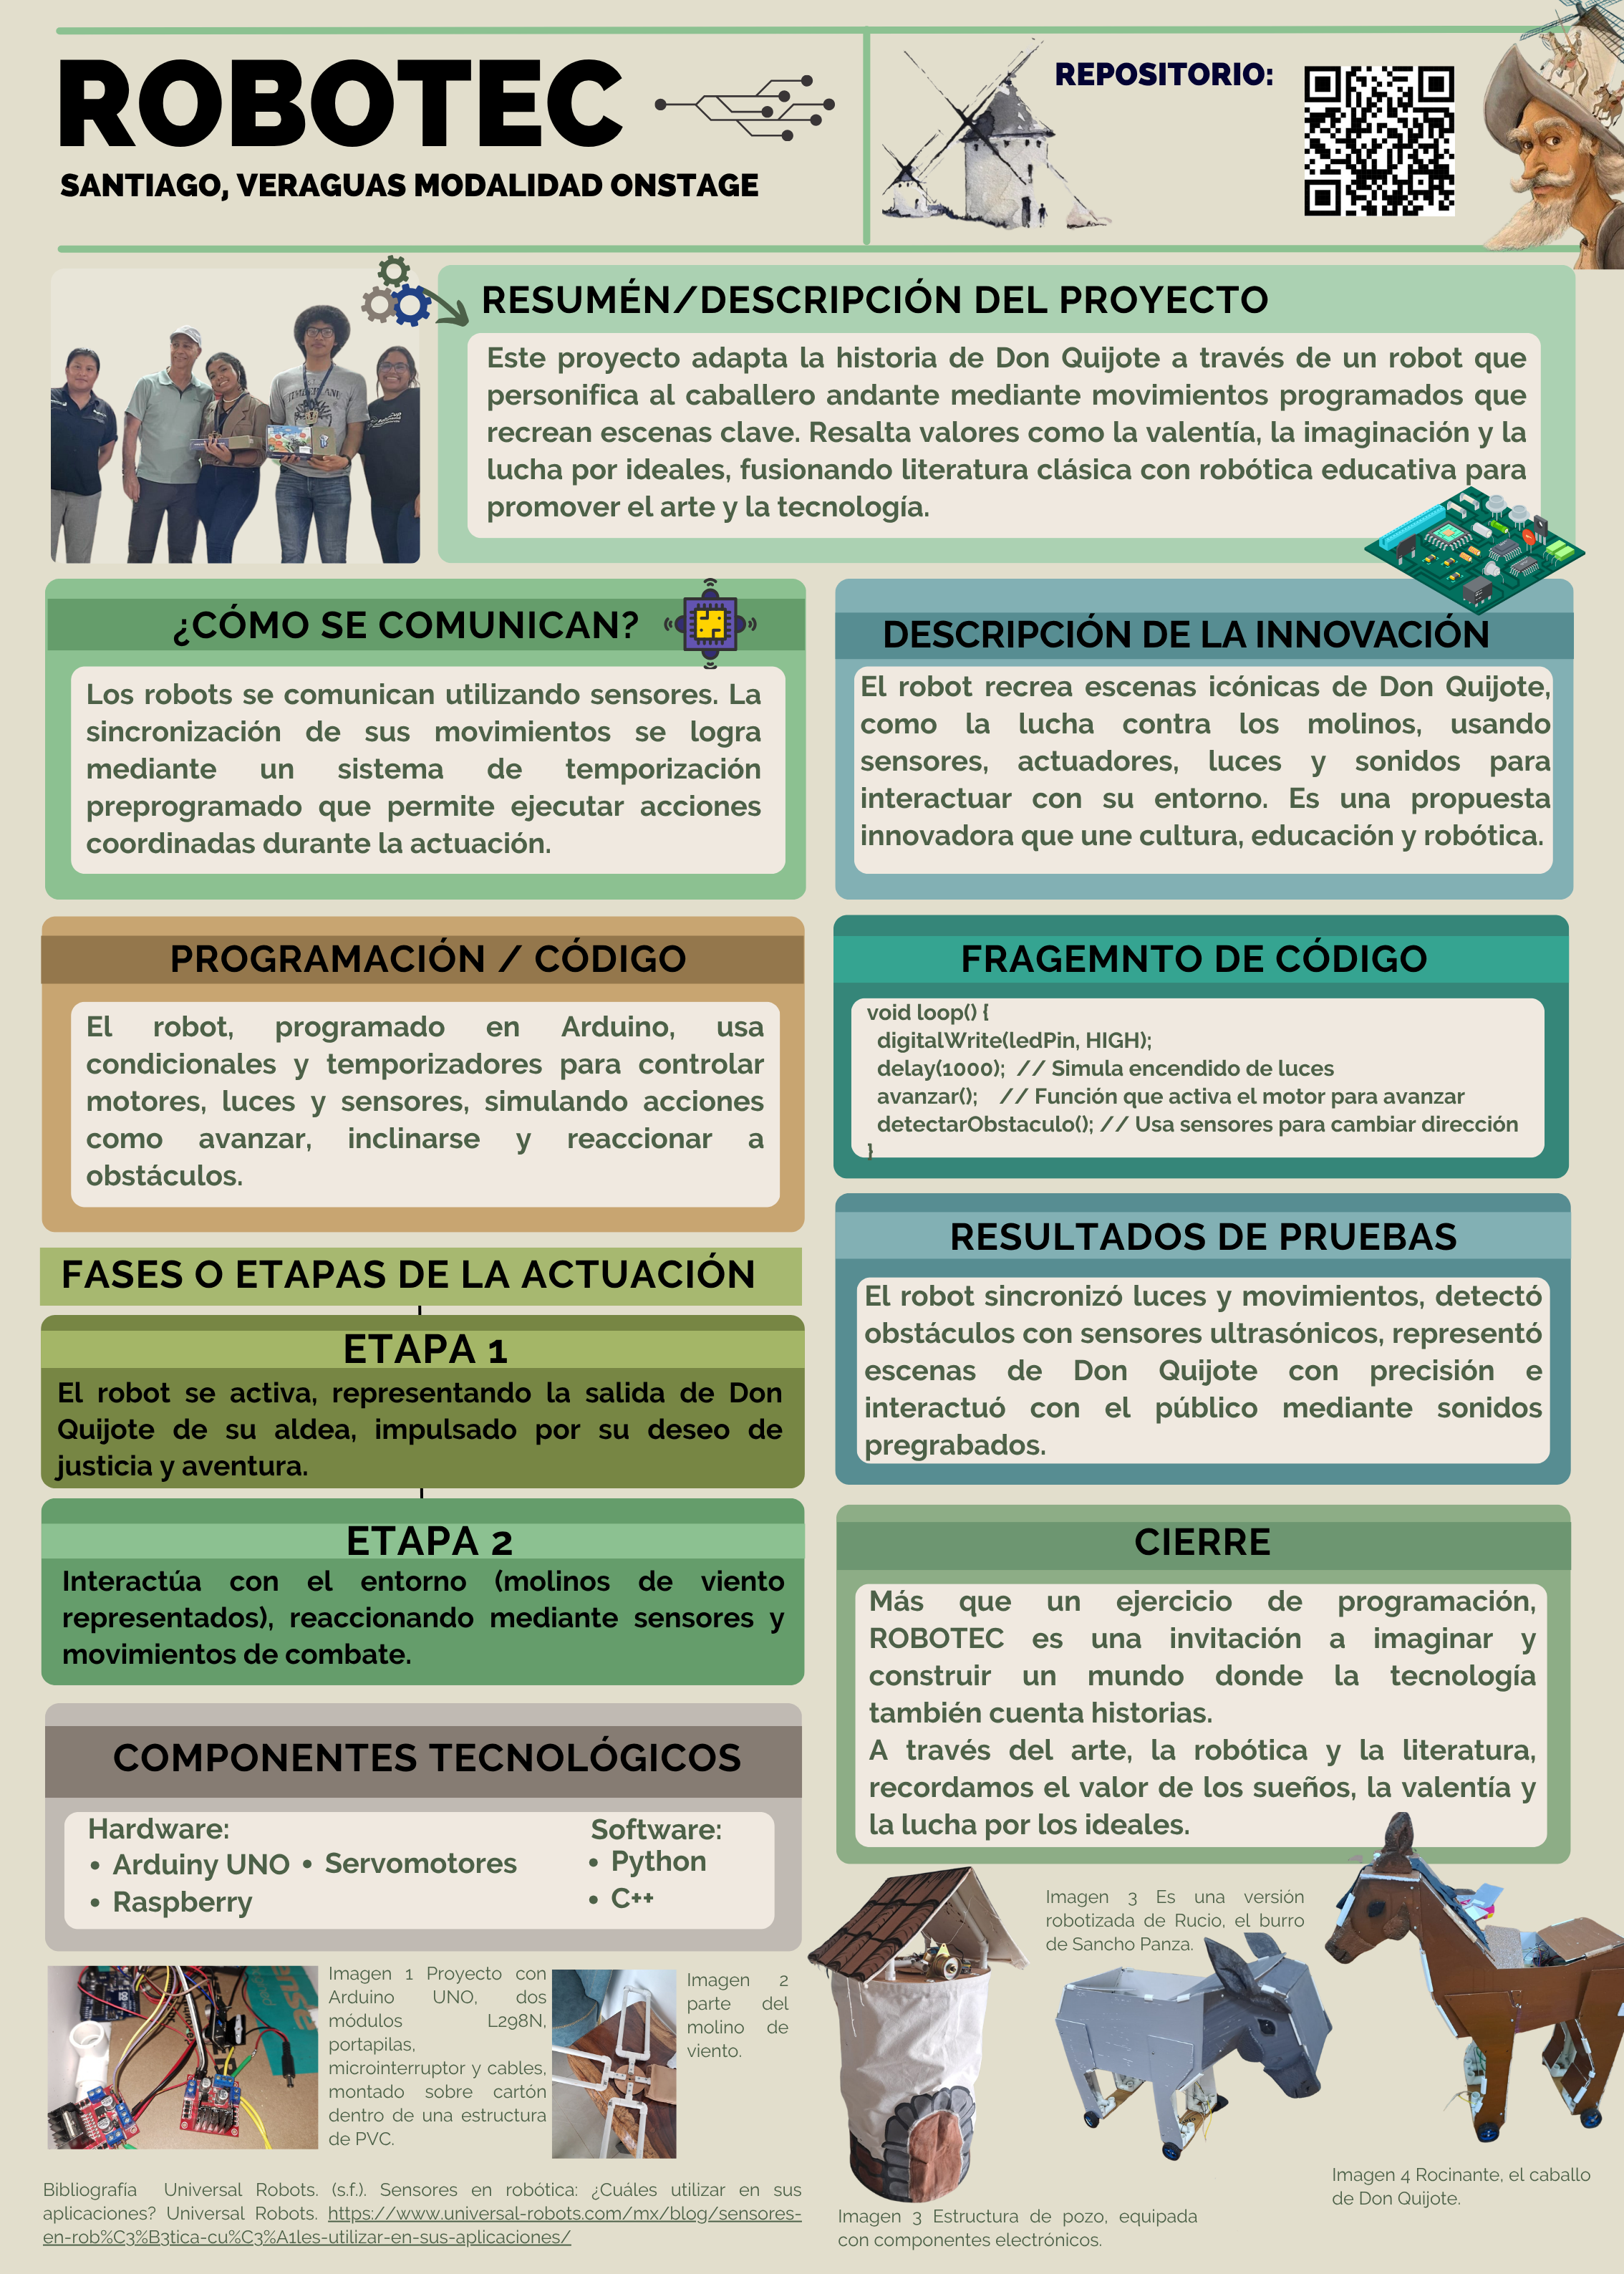 ROBOTEC
SANTIAGO, VERAGUAS MODALIDAD ONSTAGE
REPOSITORIO:
RESUMÉN/DESCRIPCIÓN DEL PROYECTO
Este proyecto adapta la historia de Don Quijote a través de un robot que
personifica al caballero andante mediante movimientos programados que
recrean escenas clave. Resalta valores como la valentía, la imaginación y la
lucha por ideales, fusionando literatura clásica con robótica educativa para
promover el arte y la tecnología.
¿CÓMO SE COMUNICAN?
Los robots se comunican utilizando sensores. La
sincronización de sus movimientos se logra
mediante un sistema de temporización
preprogramado que permite ejecutar acciones
coordinadas durante la actuación.
DESCRIPCIÓN DE LA INNOVACIÓN
El robot recrea escenas icónicas de Don Quijote,
como la lucha contra los molinos, usando
sensores, actuadores, luces y sonidos para
interactuar con su entorno. Es una propuesta
innovadora que une cultura, educación y robótica.
PROGRAMACIÓN / CÓDIGO
El robot, programado en Arduino, usa
condicionales y temporizadores para controlar
motores, luces y sensores, simulando acciones
como avanzar, inclinarse y reaccionar a
obstáculos.
FRAGEMNTO DE CÓDIGO
void loop() {
digitalWrite(ledPin, HIGH);
delay(1000); // Simula encendido de luces
avanzar(); // Función que activa el motor para avanzar
detectarObstaculo(); // Usa sensores para cambiar dirección
}
FASES O ETAPAS DE LA ACTUACIÓN
ETAPA 1
El robot se activa, representando la salida de Don
Quijote de su aldea, impulsado por su deseo de
justicia y aventura.
ETAPA 2
Interactúa con el entorno (molinos de viento
representados), reaccionando mediante sensores y
movimientos de combate.
RESULTADOS DE PRUEBAS
El robot sincronizó luces y movimientos, detectó
obstáculos con sensores ultrasónicos, representó
escenas de Don Quijote con precisión e
interactuó con el público mediante sonidos
pregrabados.
CIERRE
Más que un ejercicio de programación,
ROBOTEC es una invitación a imaginar y
construir un mundo donde la tecnología
también cuenta historias.
A través del arte, la robótica y la literatura,
recordamos el valor de los sueños, la valentía y
la lucha por los ideales.
COMPONENTES TECNOLÓGICOS
Hardware:
• Arduiny UNO • Servomotores
• Raspberry
Software:
• Python
• C++
Imagen 1 Proyecto con
Arduino UNO, dos
módulos L298N,
portapilas,
microinterruptor y cables,
montado sobre cartón
dentro de una estructura
de PVC.
Imagen 2
parte del
molino de
viento.
Imagen 3 Es una versión
robotizada de Rucio, el burro
de Sancho Panza.
Imagen 4 Rocinante, el caballo
de Don Quijote.
Imagen 3 Estructura de pozo, equipada
con componentes electrónicos.
Bibliografía Universal Robots. (s.f.). Sensores en robótica: ¿Cuáles utilizar en sus
aplicaciones? Universal Robots. https://www.universal-robots.com/mx/blog/sensores-
en-rob%C3%B3tica-cu%C3%A1les-utilizar-en-sus-aplicaciones/